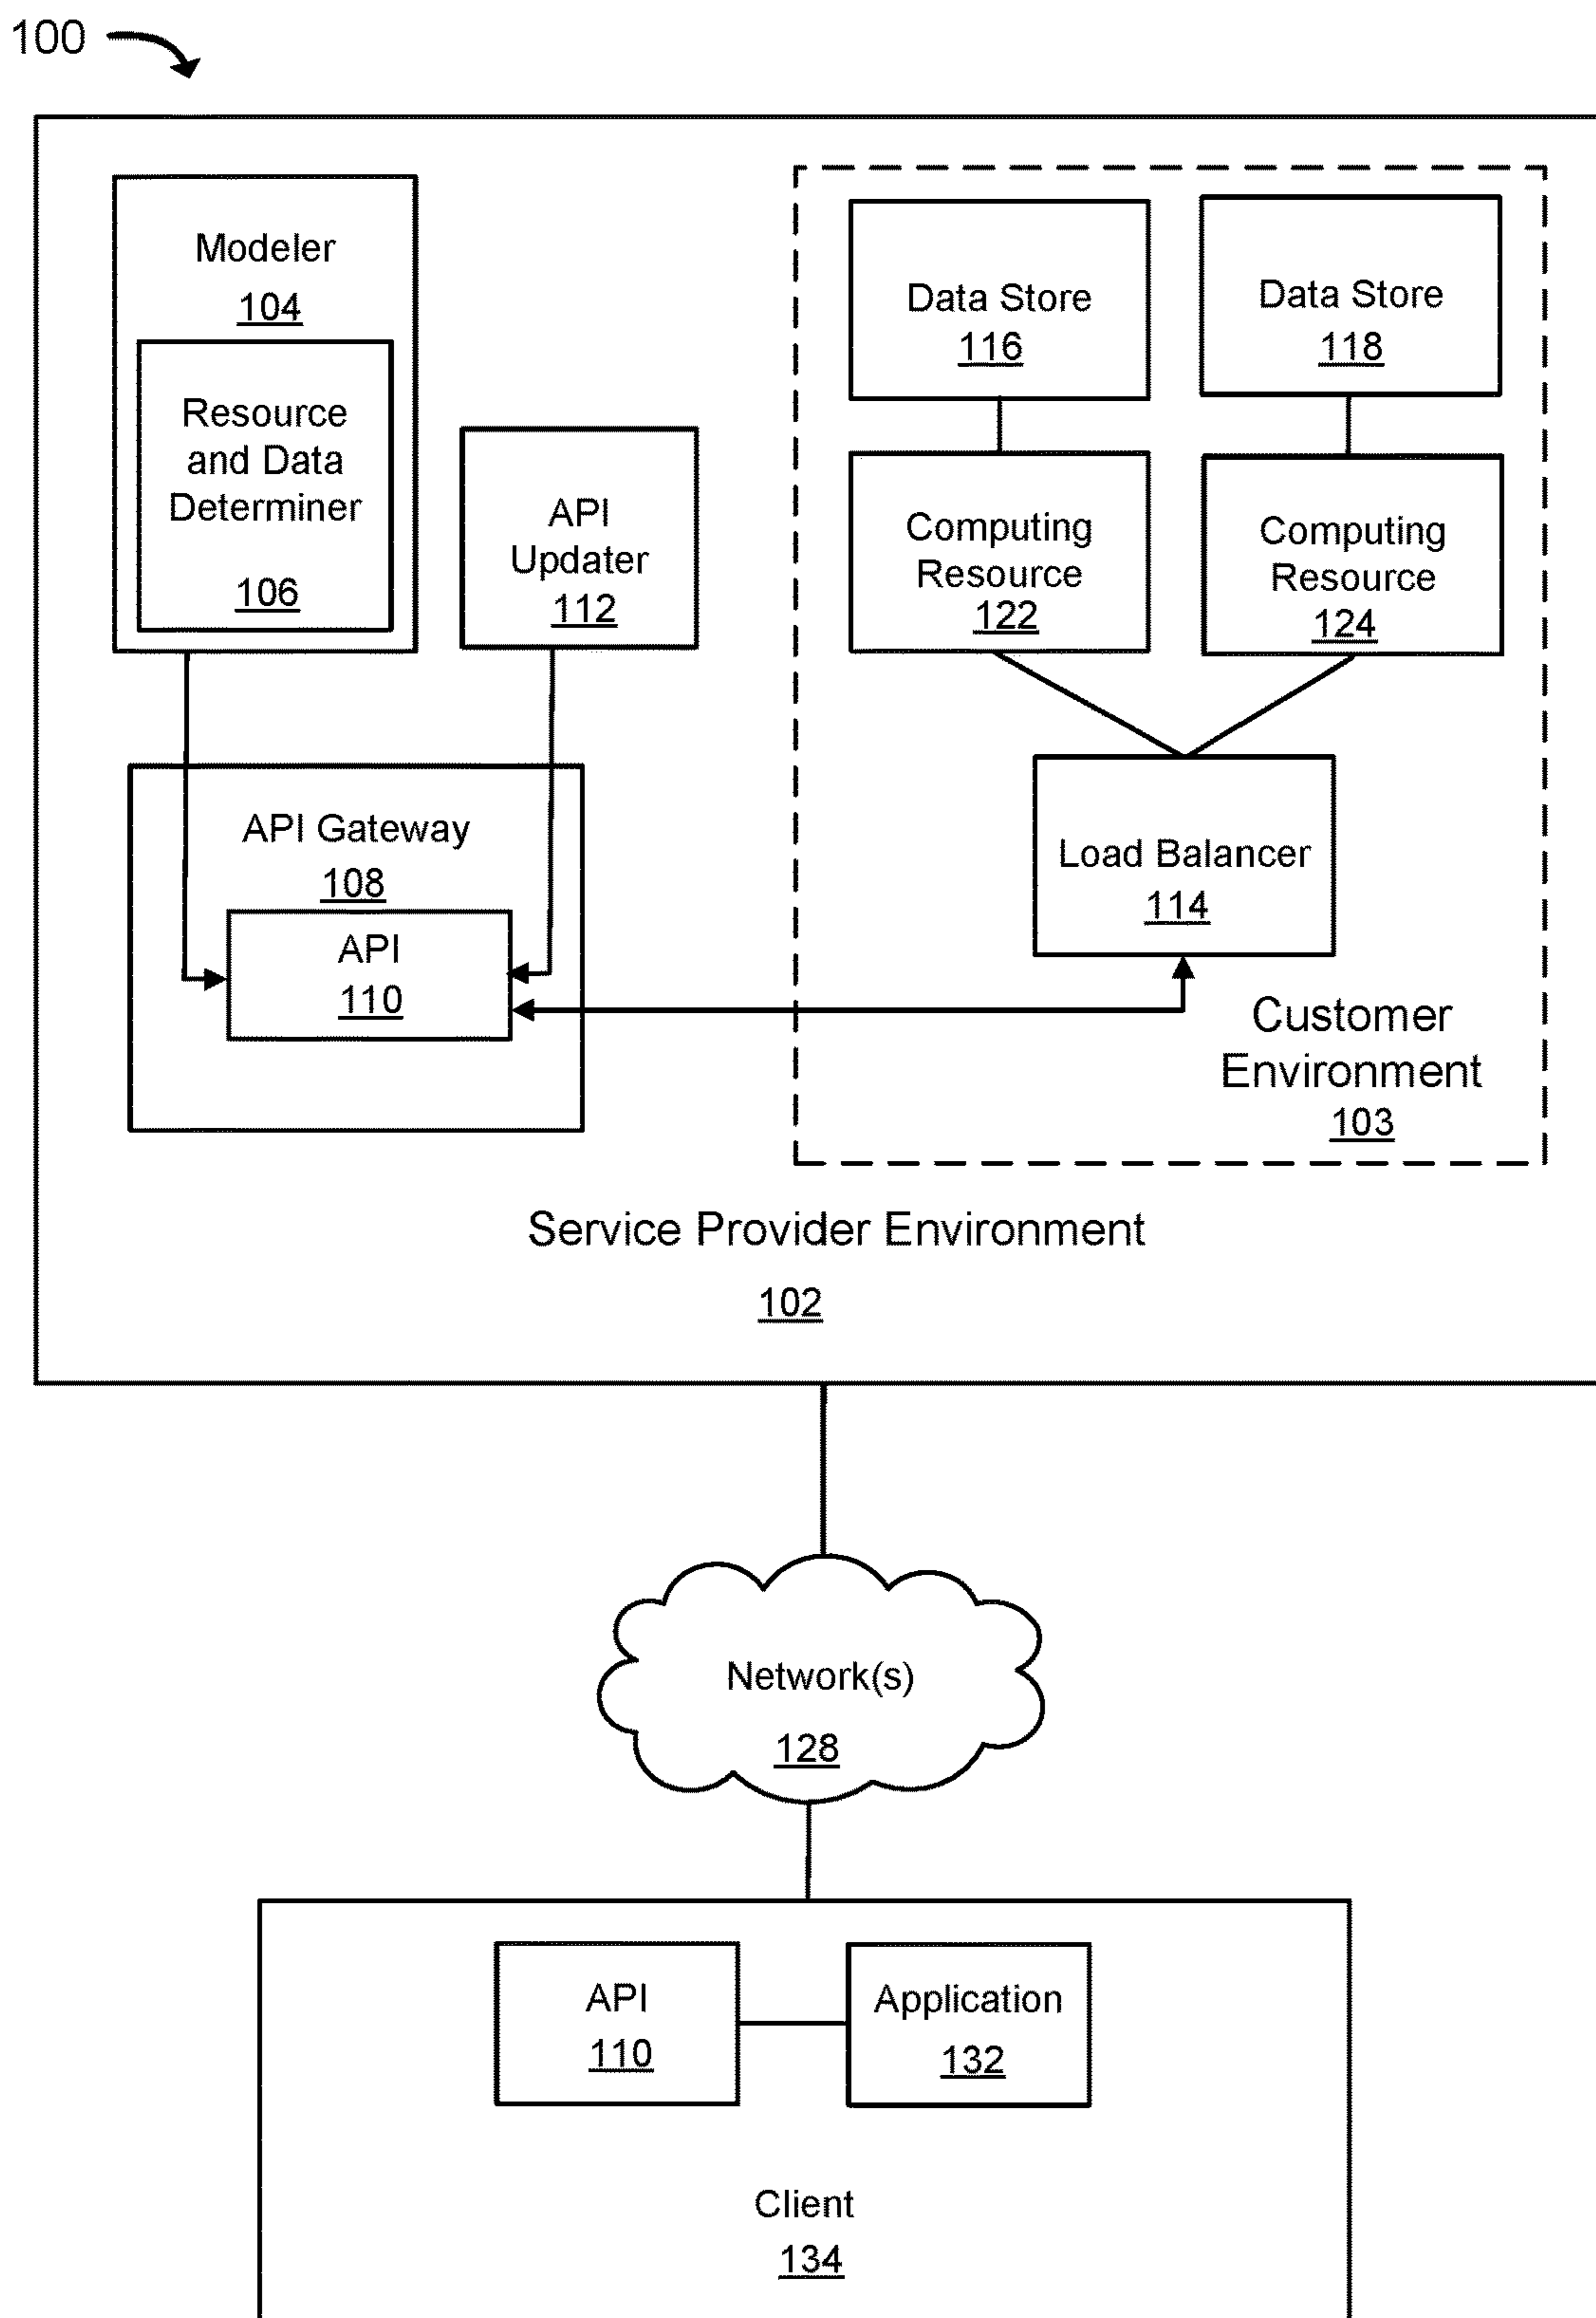 100
Modeler
104
Resource
and Data
Determiner
106
API
Updater
112
Data Store
116
Data Store
118
Computing
Resource
122
Computing
Resource
124
API Gateway
108
API
110
Load Balancer
114
Customer
Environment
103
Service Provider Environment
102
Network(s)
128
API
110
Application
132
Client
134